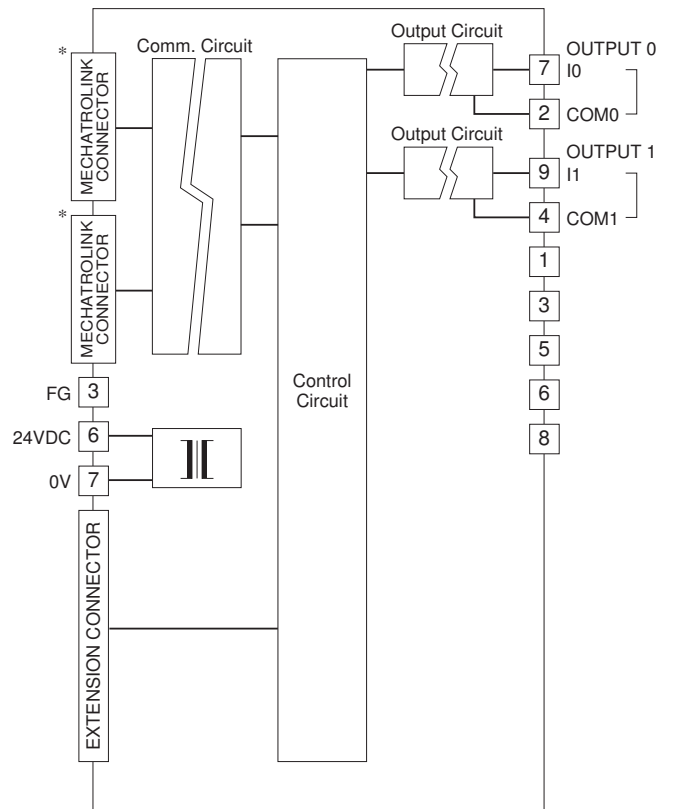 Output Circuit
Comm. Circuit
*
MECHATROLINK
CONNECTOR
7
OUTPUT 0
I0
2
COM0
Output Circuit
OUTPUT 1
9
I1
*
MECHATROLINK
CONNECTOR
4
COM1
1
3
5
6
8
Control
Circuit
FG
3
24VDC
6
0V
7
EXTENSION CONNECTOR